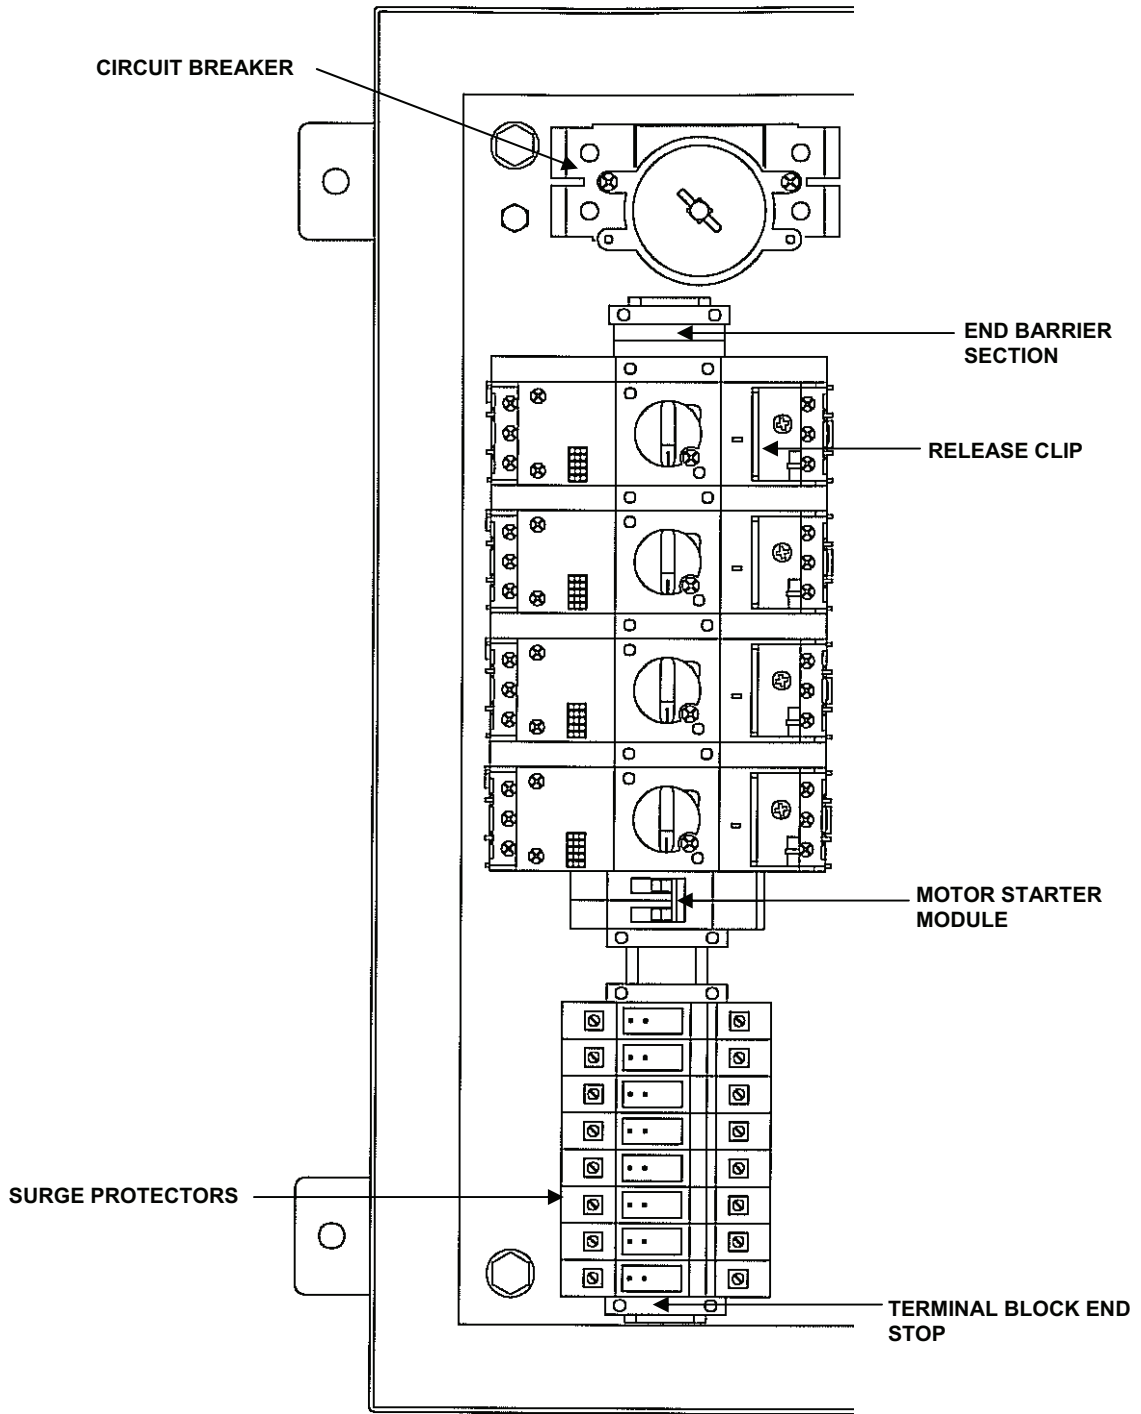 CIRCUIT BREAKER
END BARRIER
SECTION
RELEASE CLIP
MOTOR STARTER
MODULE
SURGE PROTECTORS
TERMINAL BLOCK END
STOP